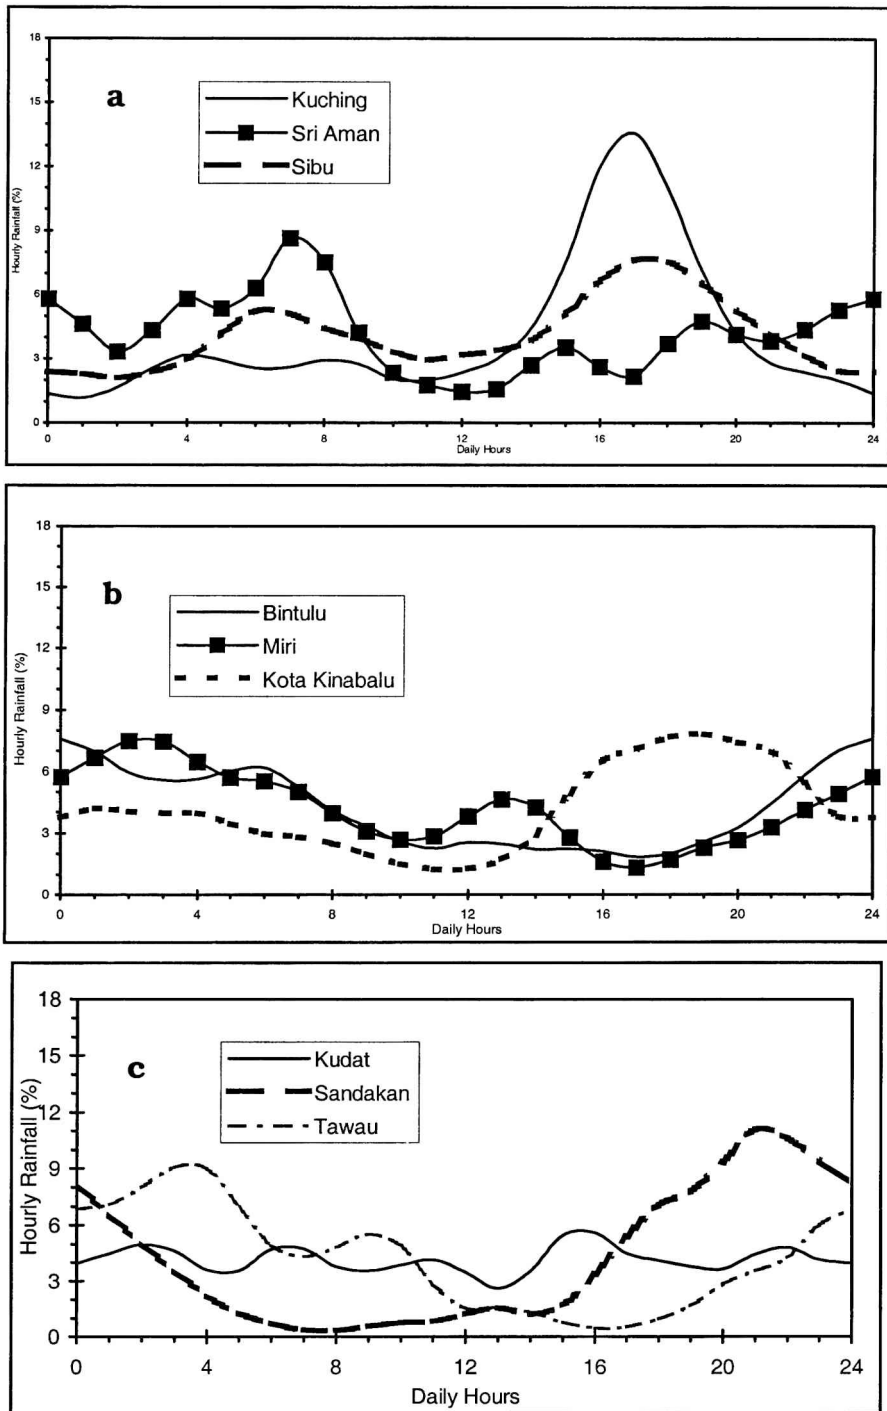 18
a
Kuching
Sri Aman
Sibu
15
12
9
6
3
0
Hourly Rainfall (%)
0 4 8 12 16 20 24
Daily Hours
18
b
Bintulu
Miri
Kota Kinabalu
15
12
9
6
3
0
Hourly Rainfall (%)
0 4 8 12 16 20 24
Daily Hours
18
c
Kudat
Sandakan
Tawau
15
12
9
6
3
0
Hourly Rainfall (%)
0 4 8 12 16 20 24
Daily Hours